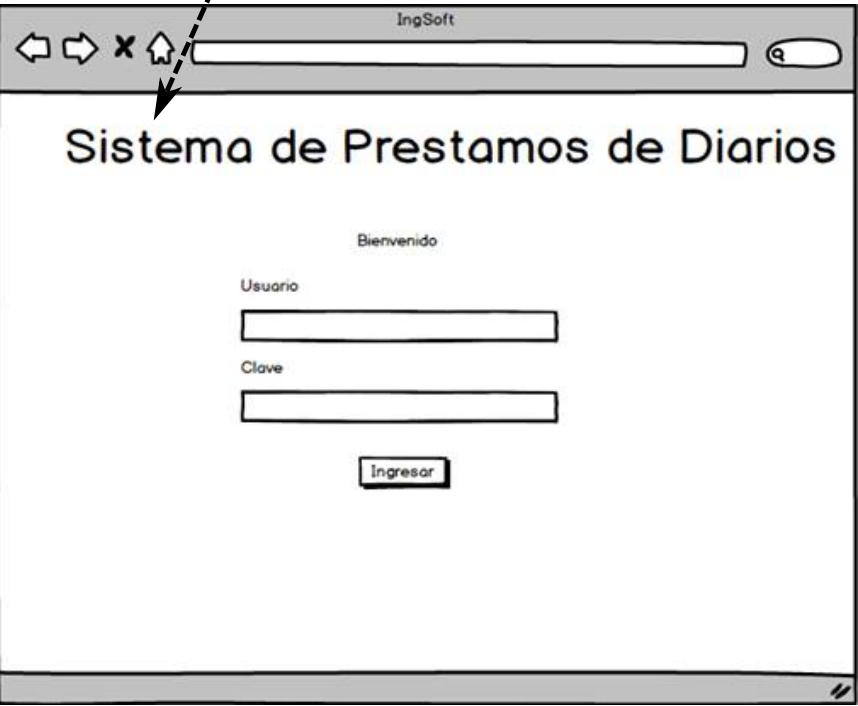 IngSoft
Sistema de Prestamos de Diarios
Bienvenido
Usuario
Clave
Ingresar